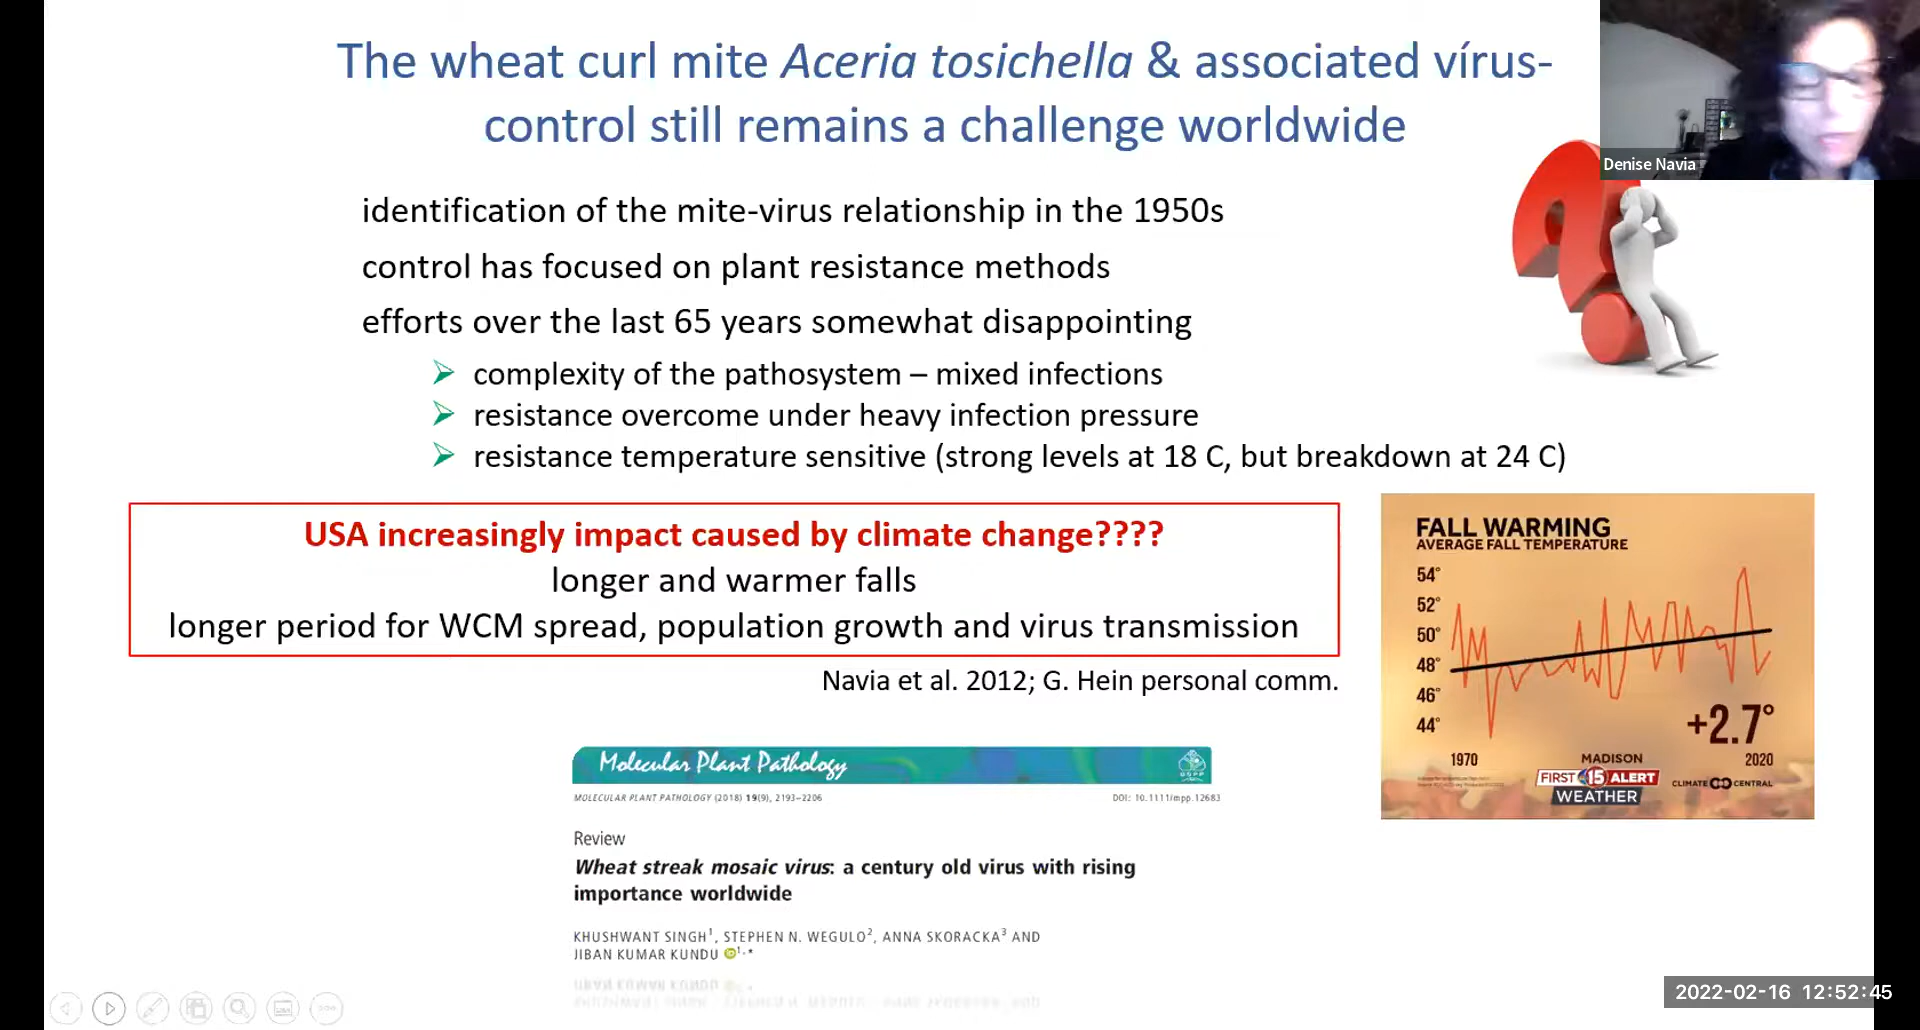 The wheat curl mite Aceria tosichella & associated vírus-
control still remains a challenge worldwide
Denise Navia
identification of the mite-virus relationship in the 1950s
control has focused on plant resistance methods
efforts over the last 65 years somewhat disappointing
➢ complexity of the pathosystem – mixed infections
➢ resistance overcome under heavy infection pressure
➢ resistance temperature sensitive (strong levels at 18 C, but breakdown at 24 C)
USA increasingly impact caused by climate change????
longer and warmer falls
longer period for WCM spread, population growth and virus transmission
Navia et al. 2012; G. Hein personal comm.
FALL WARMING
AVERAGE FALL TEMPERATURE
54°
52°
50°
48°
46°
44°
+2.7°
1970
MADISON
2020
FIRST 15 ALERT
WEATHER
CLIMATE CENTRAL
Molecular Plant Pathology
BSPP
MOLECULAR PLANT PATHOLOGY (2018) 19(9), 2193–2206
DOI: 10.1111/mpp.12683
Review
Wheat streak mosaic virus: a century old virus with rising
importance worldwide
KHUSHWANT SINGH1, STEPHEN N. WEGULO2, ANNA SKORACKA3 AND
JIBAN KUMAR KUNDU iD 1,*
2022-02-16 12:52:45